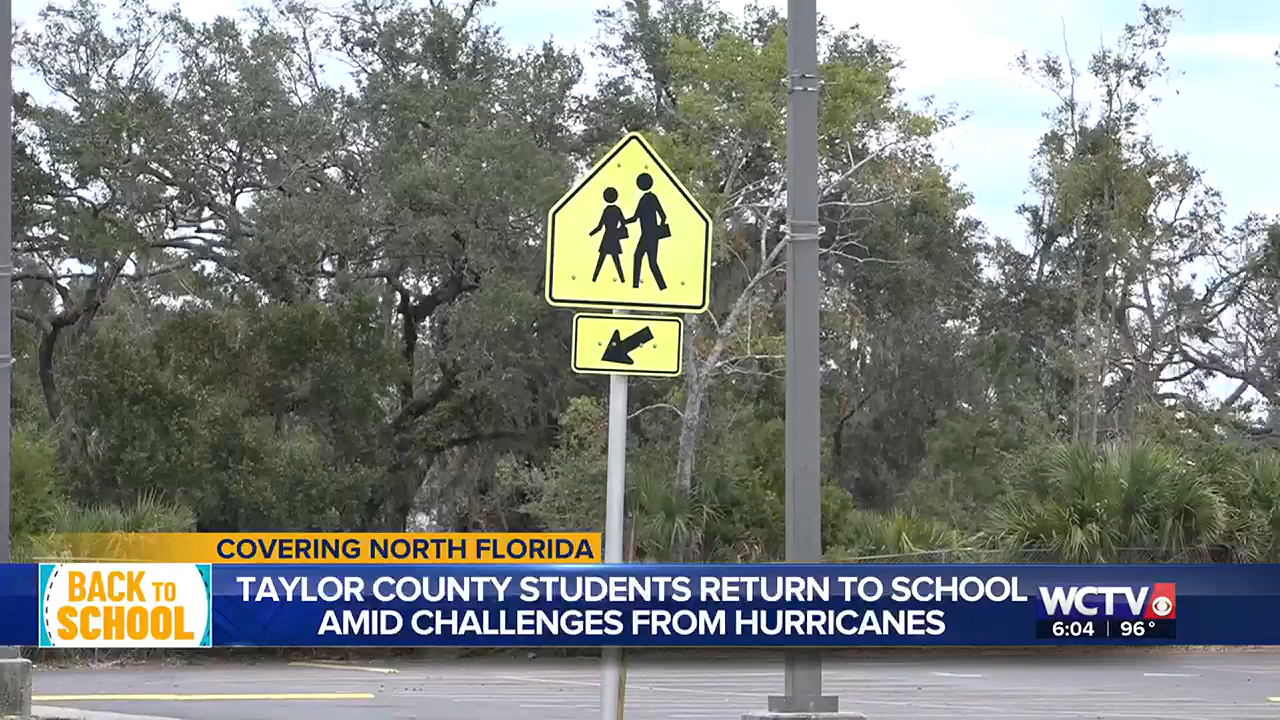 COVERING NORTH FLORIDA
BACK TO
SCHOOL
TAYLOR COUNTY STUDENTS RETURN TO SCHOOL
AMID CHALLENGES FROM HURRICANES
WCTV
6:04 | 96°